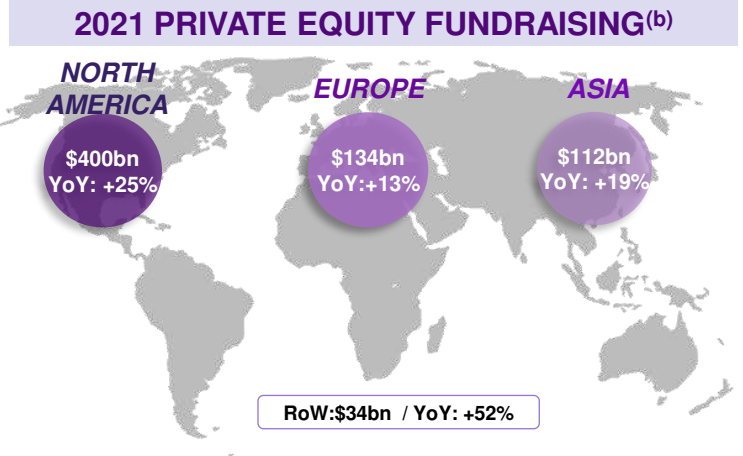 2021 PRIVATE EQUITY FUNDRAISING(b)
NORTH
AMERICA
$400bn
YoY: +25%
EUROPE
$134bn
YoY:+13%
ASIA
$112bn
YoY: +19%
RoW:$34bn / YoY: +52%